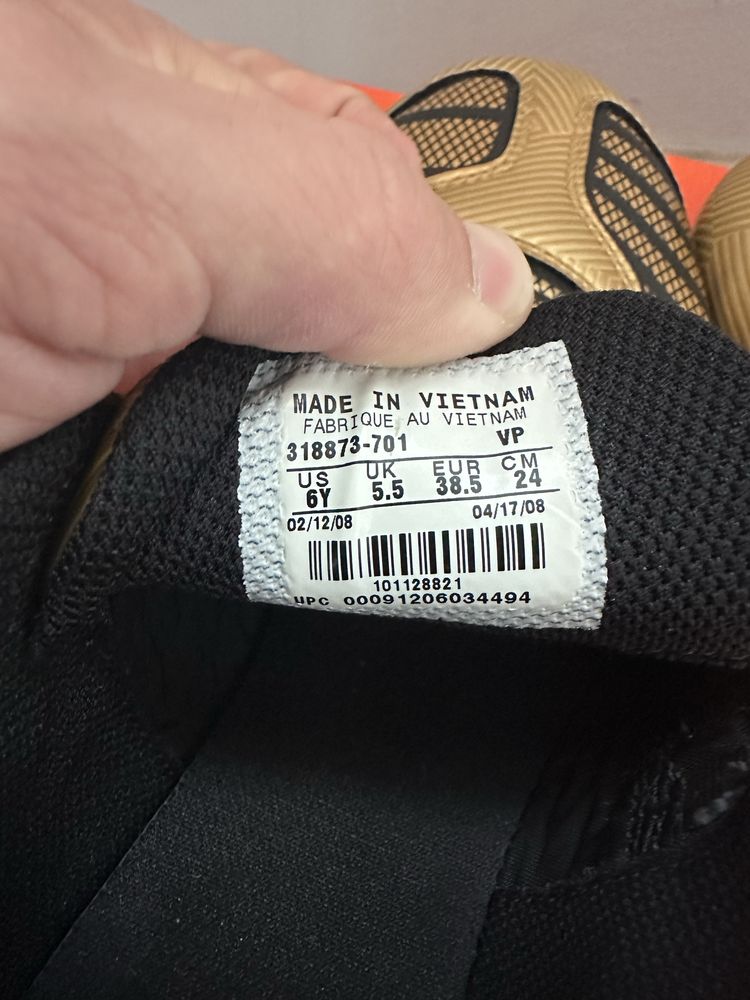 MADE IN VIETNAM
FABRIQUE AU VIETNAM
318873-701 VP
US UK EUR CM
6Y 5.5 38.5 24
02/12/08 04/17/08
101128821
UPC 00091206034494